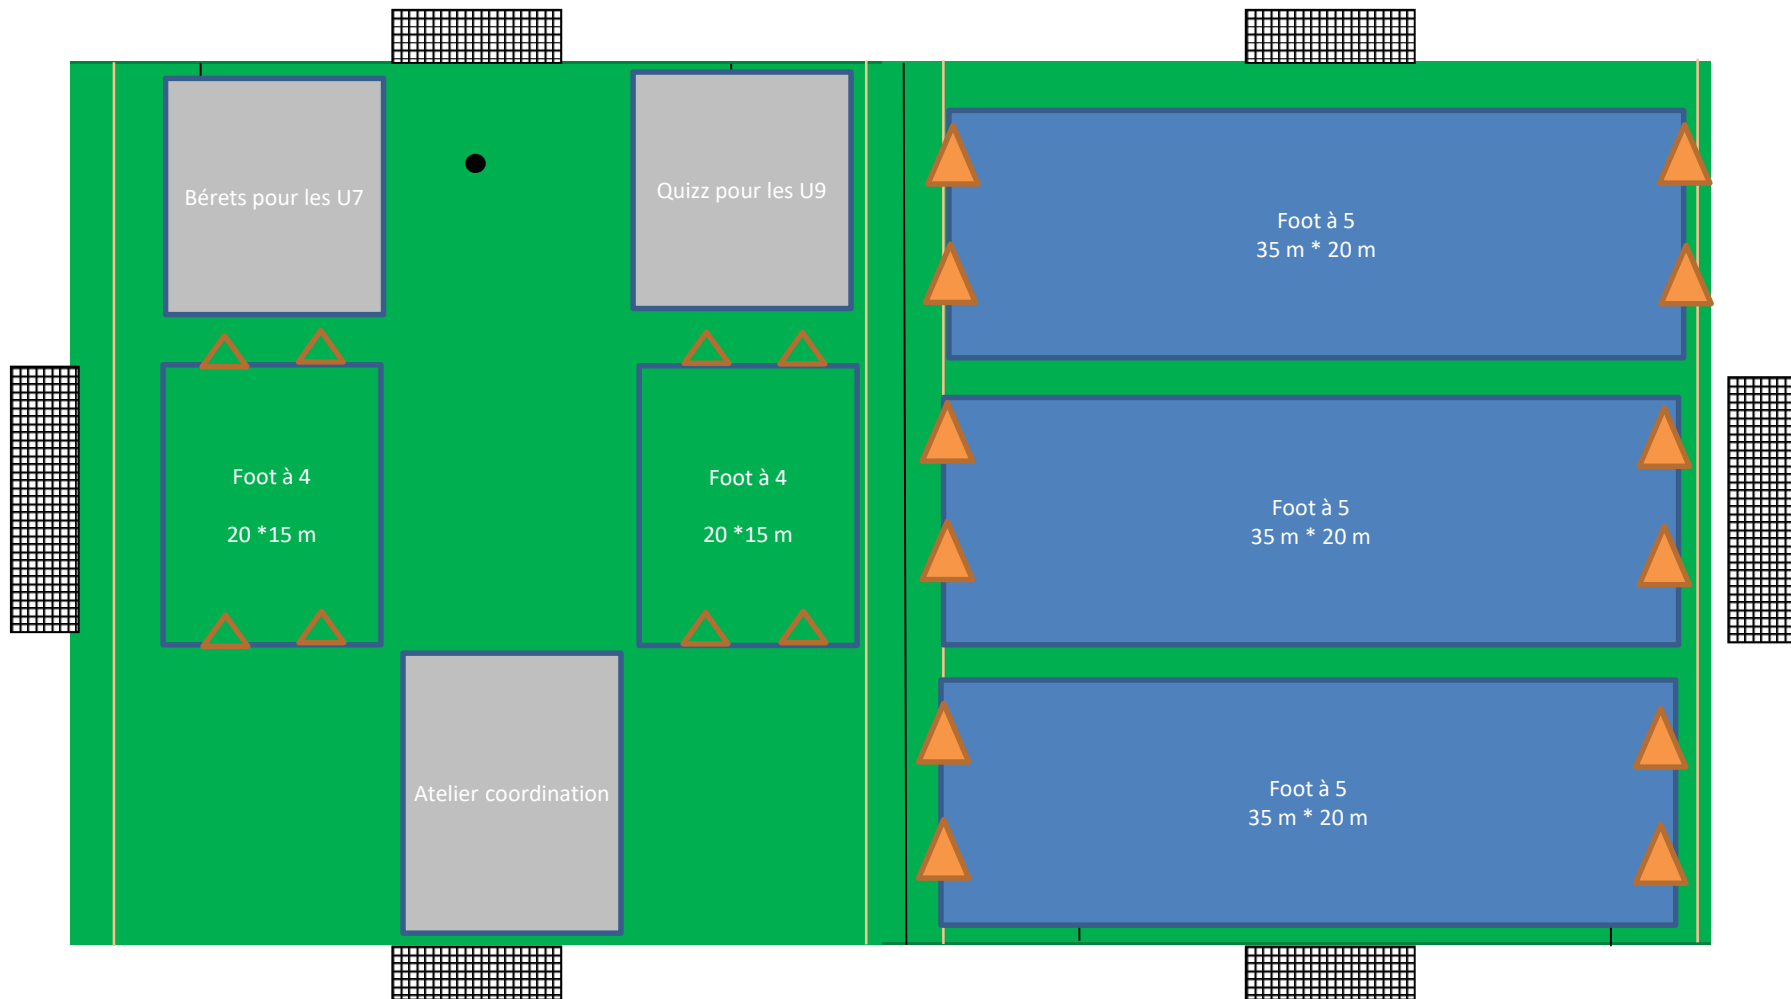 Bérets pour les U7
Quizz pour les U9
Foot à 4
20 *15 m
Foot à 4
20 *15 m
Atelier coordination
Foot à 5
35 m * 20 m
Foot à 5
35 m * 20 m
Foot à 5
35 m * 20 m